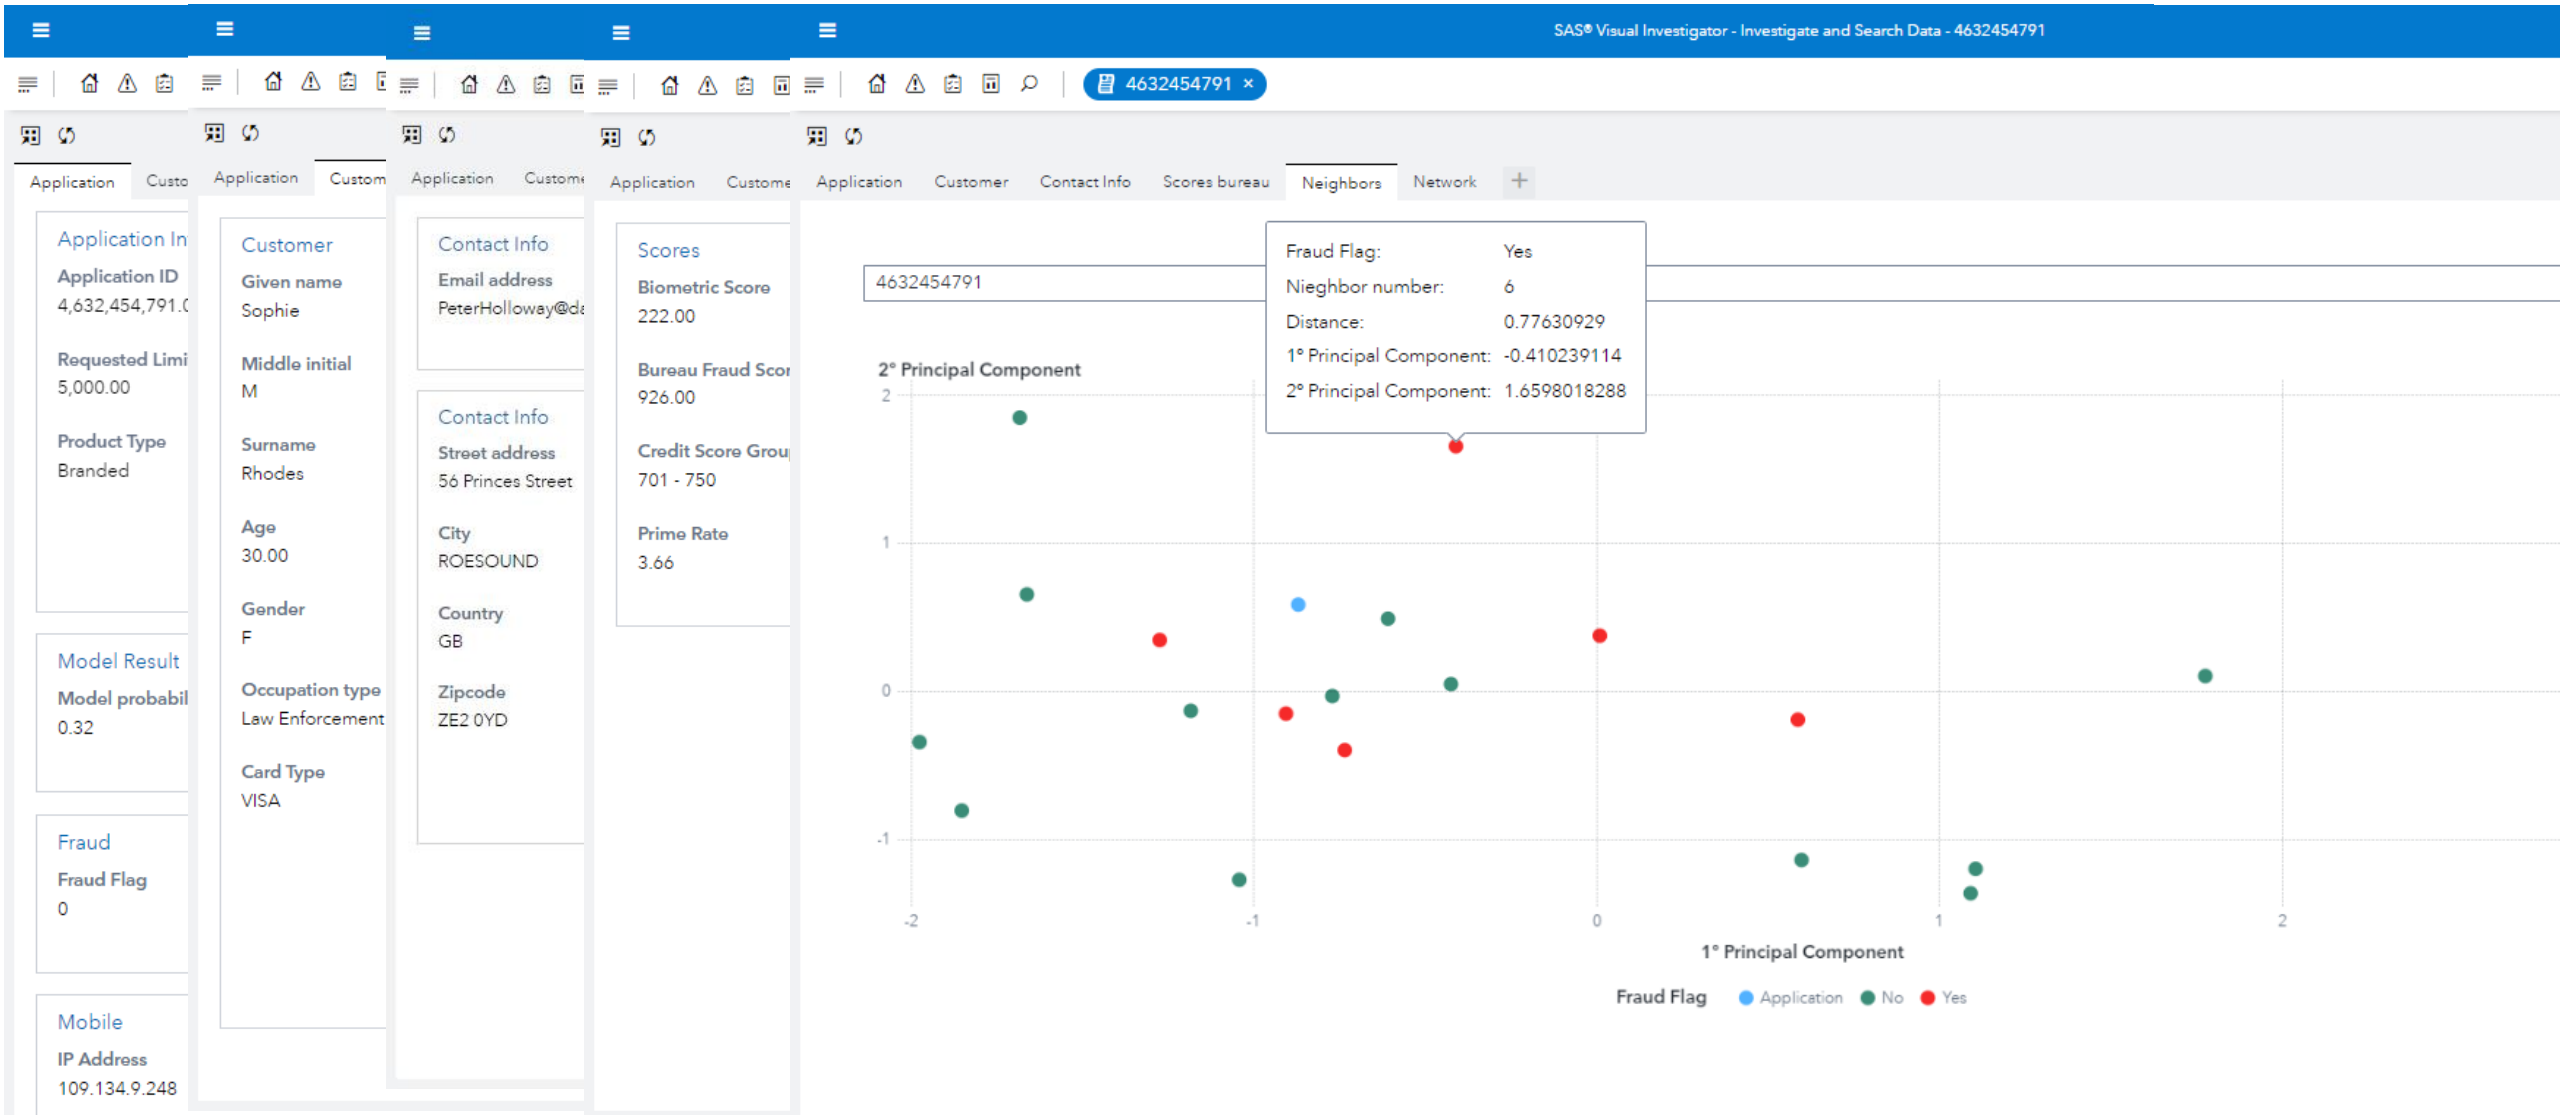 SAS® Visual Investigator - Investigate and Search Data - 4632454791
4632454791 ×
Application Custo
Application In
Application ID
4,632,454,791.0
Requested Limi
5,000.00
Product Type
Branded
Model Result
Model probabil
0.32
Fraud
Fraud Flag
0
Mobile
IP Address
109.134.9.248
Application Custom
Customer
Given name
Sophie
Middle initial
M
Surname
Rhodes
Age
30.00
Gender
F
Occupation type
Law Enforcement
Card Type
VISA
Application Custome
Contact Info
Email address
PeterHolloway@da
Contact Info
Street address
56 Princes Street
City
ROESOUND
Country
GB
Zipcode
ZE2 0YD
Application Custome
Scores
Biometric Score
222.00
Bureau Fraud Scor
926.00
Credit Score Grou
701 - 750
Prime Rate
3.66
Application Customer Contact Info Scores bureau Neighbors Network +
4632454791
Fraud Flag: Yes
Nieghbor number: 6
Distance: 0.77630929
1º Principal Component: -0.410239114
2º Principal Component: 1.6598018288
2° Principal Component
2
1
0
-1
-2 -1 0 1 2
1° Principal Component
Fraud Flag Application No Yes